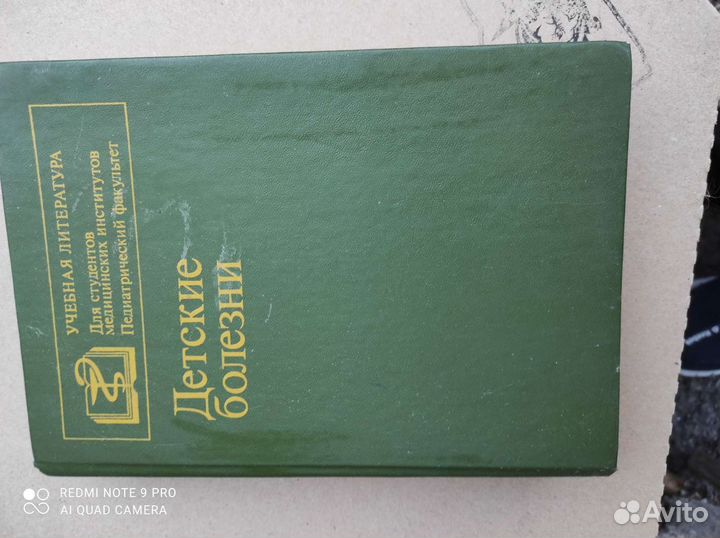 УЧЕБНАЯ ЛИТЕРАТУРА
Для студентов
медицинских институтов
Педиатрический факультет
Детские
болезни
REDMI NOTE 9 PRO
AI QUAD CAMERA
Avito